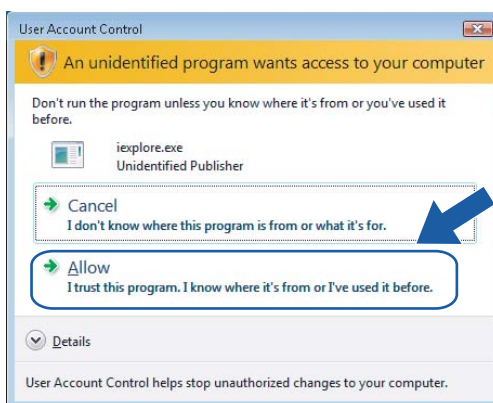 User Account Control
An unidentified program wants access to your computer
Don't run the program unless you know where it's from or you've used it
before.
iexplore.exe
Unidentified Publisher
Cancel
I don't know where this program is from or what it's for.
Allow
I trust this program. I know where it's from or I've used it before.
Details
User Account Control helps stop unauthorized changes to your computer.